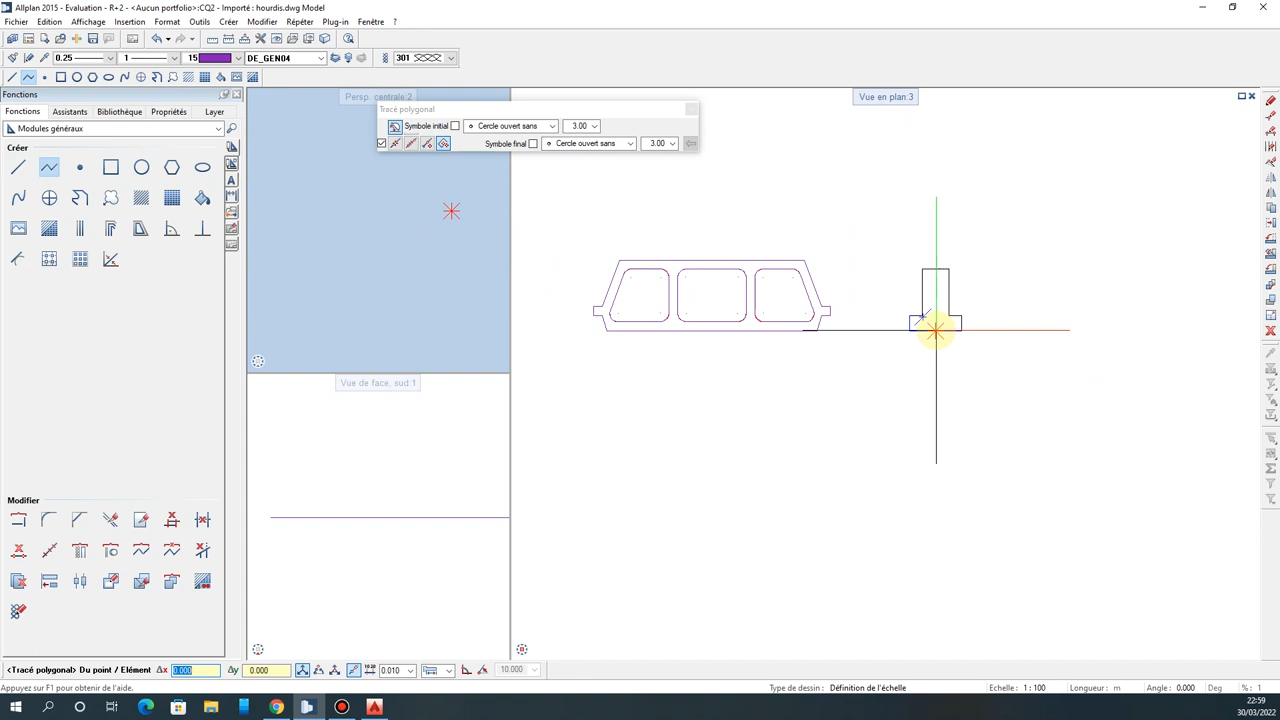 Allplan 2015 - Evaluation - R+2 - <Aucun portfolio>:CQ2 - Importé : hourdis.dwg Model
Fichier Edition Affichage Insertion Format Outils Créer Modifier Répéter Plug-in Fenêtre ?
0.25 1 15 DE_GEN04 301
Fonctions
Fonctions Assistants Bibliothèque Propriétés Layer
Modules généraux
Créer
Modifier
Persp. centrale:2
Tracé polygonal
Symbole initial Cercle ouvert sans 3.00
Symbole final Cercle ouvert sans 3.00
Vue en plan:3
Vue de face, sud:1
<Tracé polygonal> Du point / Elément Δx 0.000 Δy 0.000 10.20 0.010 10.000
Appuyez sur F1 pour obtenir de l'aide. Type de dessin : Définition de l'échelle Echelle : 1 : 100 Longueur : m Angle : 0.000 Deg % : 1
22:59
30/03/2022